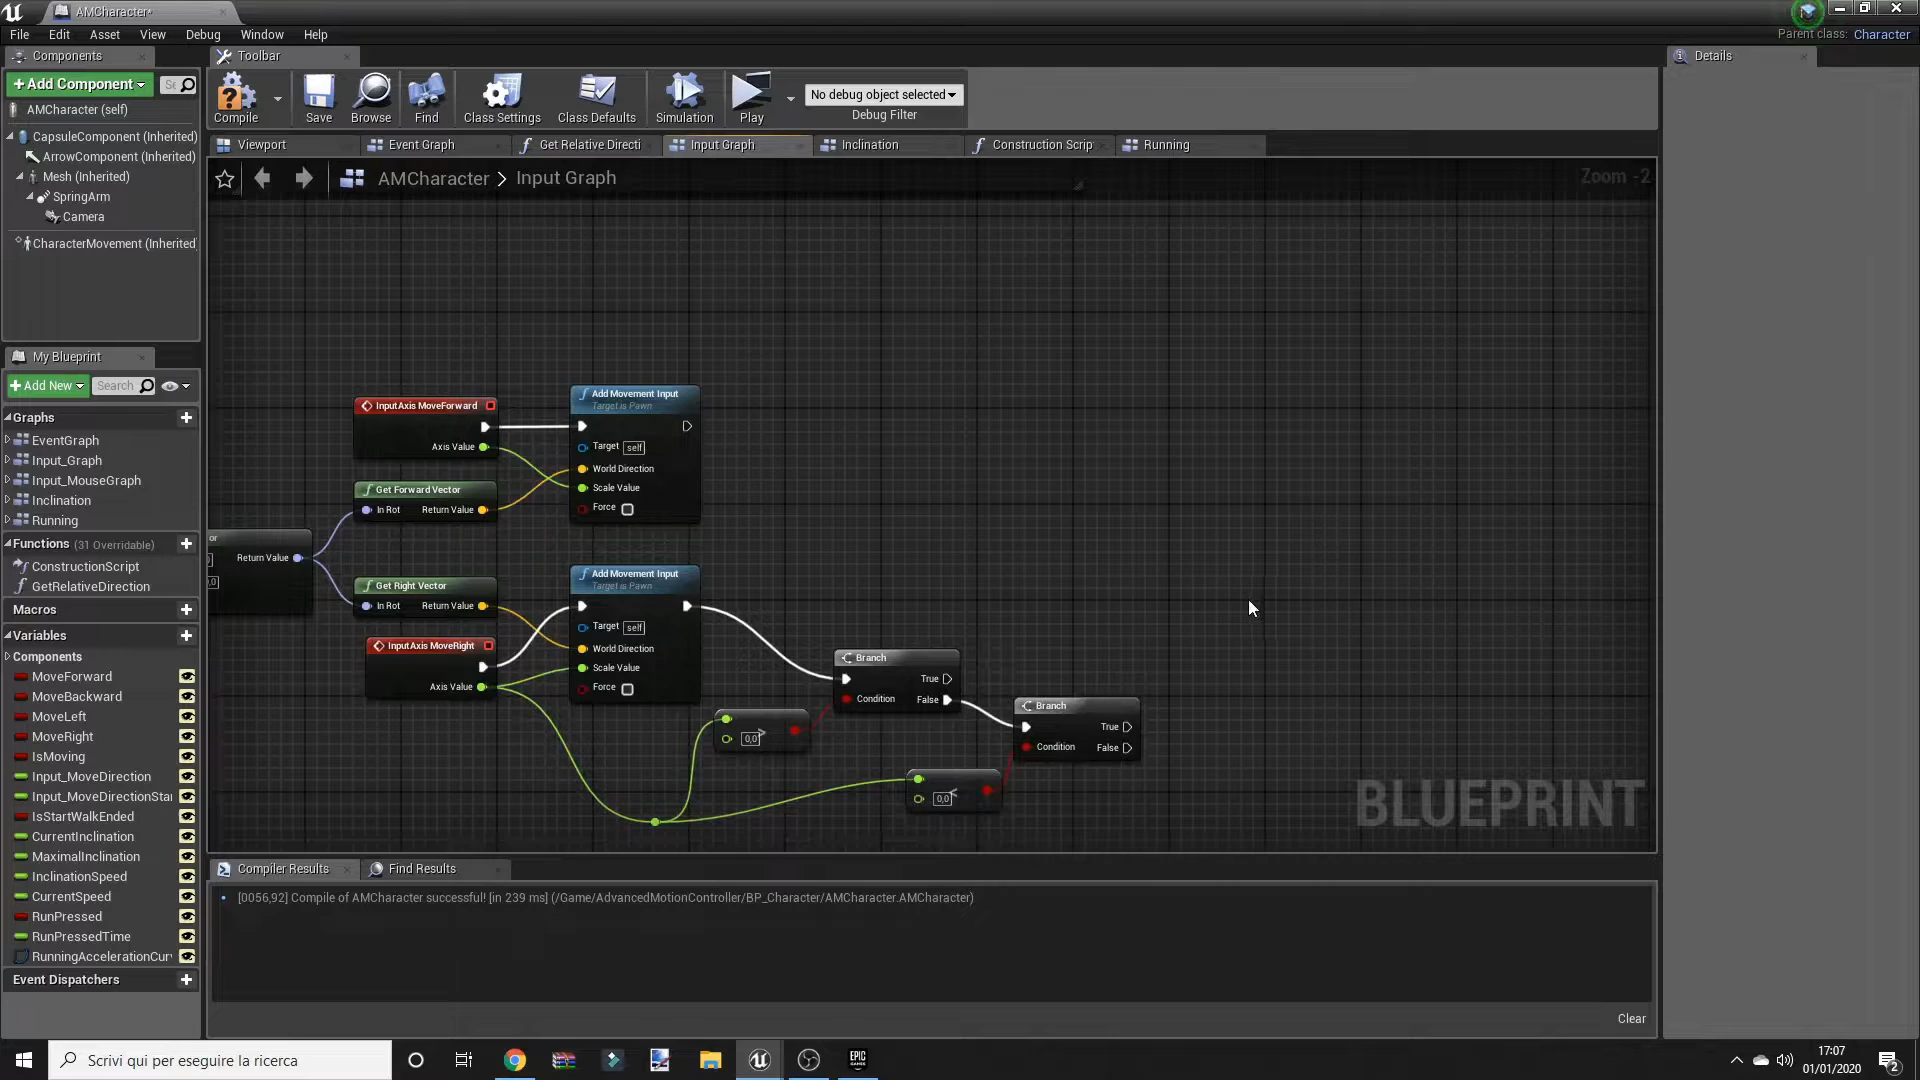 AMCharacter*
File Edit Asset View Debug Window Help
Parent class: Character
Components
Toolbar
Details
+Add Component
AMCharacter (self)
CapsuleComponent (Inherited)
ArrowComponent (Inherited)
Mesh (Inherited)
SpringArm
Camera
CharacterMovement (Inherited
Compile
Save
Browse
Find
Class Settings
Class Defaults
Simulation
Play
No debug object selected
Debug Filter
Viewport
Event Graph
Get Relative Directi
Input Graph
Inclination
Construction Scrip
Running
AMCharacter > Input Graph
Zoom -2
My Blueprint
+Add New
Search
Graphs
EventGraph
Input_Graph
Input_MouseGraph
Inclination
Running
Functions (31 Overridable)
ConstructionScript
GetRelativeDirection
Macros
Variables
Components
MoveForward
MoveBackward
MoveLeft
MoveRight
IsMoving
Input_MoveDirection
Input_MoveDirectionStar
IsStartWalkEnded
CurrentInclination
MaximalInclination
InclinationSpeed
CurrentSpeed
RunPressed
RunPressedTime
RunningAccelerationCur
Event Dispatchers
InputAxis MoveForward
Axis Value
Add Movement Input
Target is Pawn
Target self
World Direction
Scale Value
Force
Get Forward Vector
In Rot Return Value
or
Return Value
Get Right Vector
In Rot Return Value
InputAxis MoveRight
Axis Value
Add Movement Input
Target is Pawn
Target self
World Direction
Scale Value
Force
Branch
True
Condition False
0,0 >
Branch
True
Condition False
0,0 <
BLUEPRINT
Compiler Results
Find Results
[0056,92] Compile of AMCharacter successful! [in 239 ms] (/Game/AdvancedMotionController/BP_Character/AMCharacter.AMCharacter)
Clear
Scrivi qui per eseguire la ricerca
EPIC
GAMES
17:07
01/01/2020
2